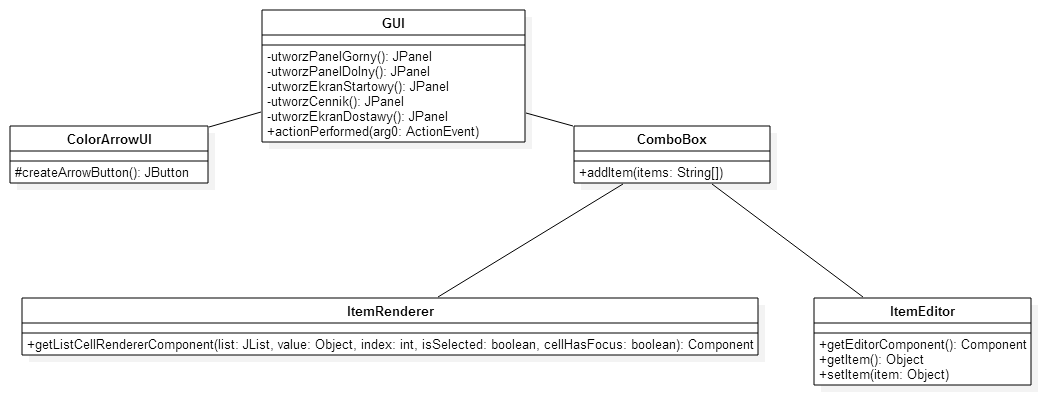 GUI
-utworzPanelGorny(): JPanel
-utworzPanelDolny(): JPanel
-utworzEkranStartowy(): JPanel
-utworzCennik(): JPanel
-utworzEkranDostawy(): JPanel
+actionPerformed(arg0: ActionEvent)
ColorArrowUI
#createArrowButton(): JButton
ComboBox
+addItem(items: String[])
ItemRenderer
+getListCellRendererComponent(list: JList, value: Object, index: int, isSelected: boolean, cellHasFocus: boolean): Component
ItemEditor
+getEditorComponent(): Component
+getItem(): Object
+setItem(item: Object)